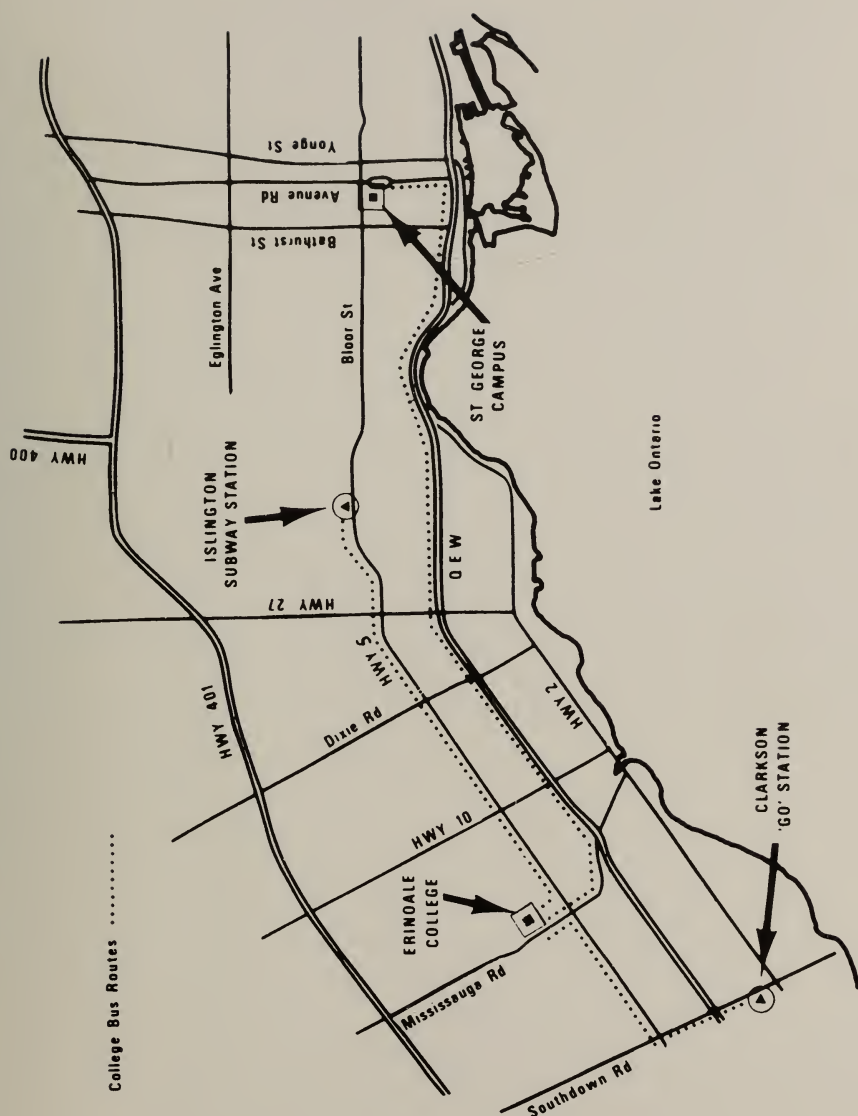 College Bus Routes ..........
HWY 400
HWY 401
Eglington Ave
Bloor St
Yonge St
Avenue Rd
Bathurst St
ISLINGTON
SUBWAY STATION
HWY 27
HWY 5
Q E W
ST GEORGE
CAMPUS
Lake Ontario
Dixie Rd
HWY 10
HWY 2
ERINDALE
COLLEGE
Mississauga Rd
Southdown Rd
CLARKSON
'GO' STATION